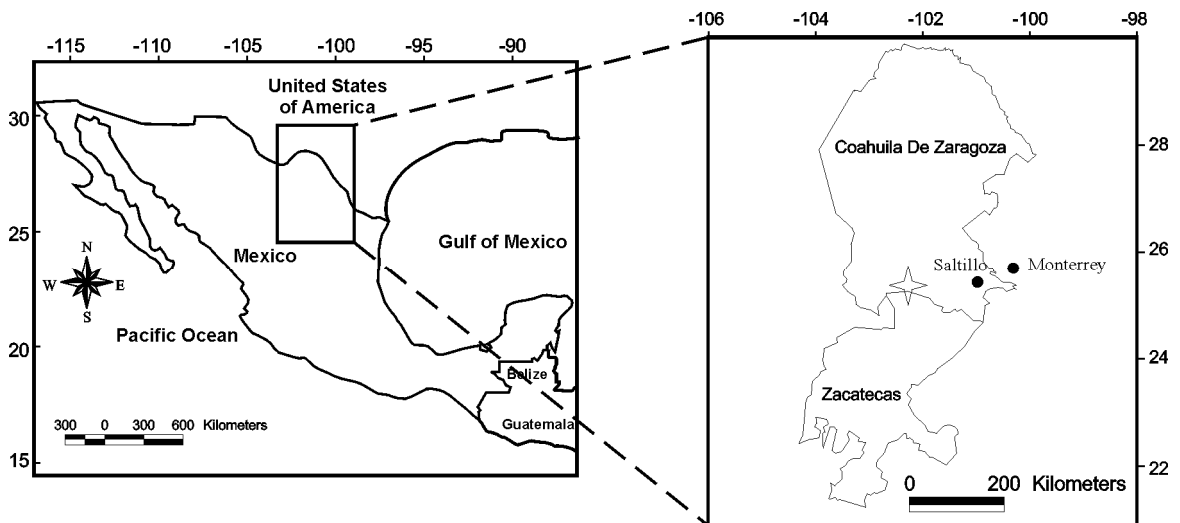 -115 -110 -105 -100 -95 -90
30
25
20
15
United States
of America
Gulf of Mexico
Mexico
N
W E
S
Pacific Ocean
Belize
Guatemala
300 0 300 600 Kilometers
-106 -104 -102 -100 -98
28
26
24
22
Coahuila De Zaragoza
Saltillo
Monterrey
Zacatecas
0 200 Kilometers